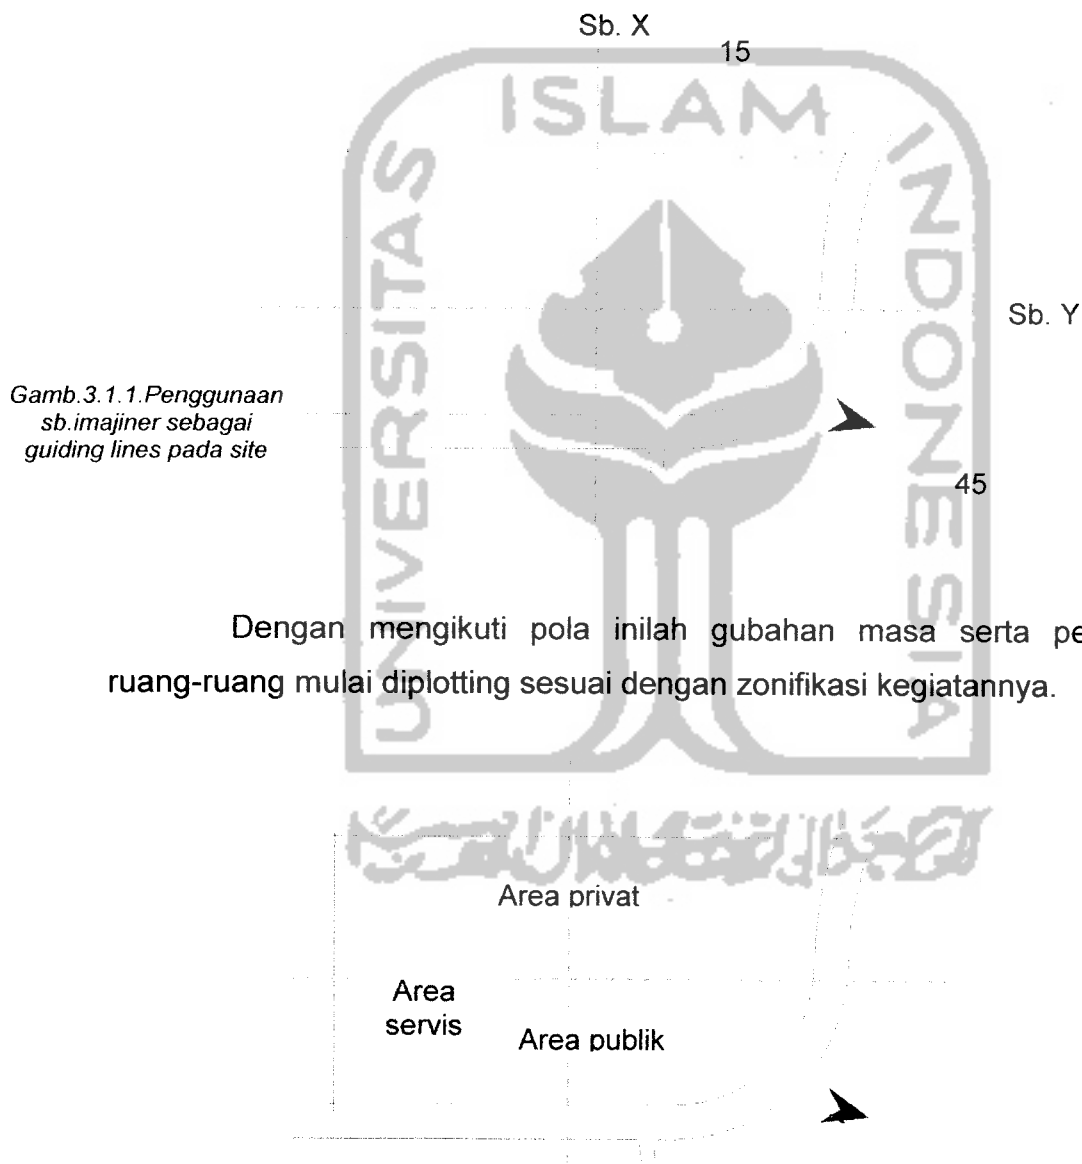 Sb. X
15
ISLAM
UNIVERSITAS
INDONESIA
Sb. Y
Gamb.3.1.1.Penggunaan
sb.imajiner sebagai
guiding lines pada site
45
Dengan mengikuti pola inilah gubahan masa serta pe
ruang-ruang mulai diplotting sesuai dengan zonifikasi kegiatannya.
Area privat
Area
servis
Area publik